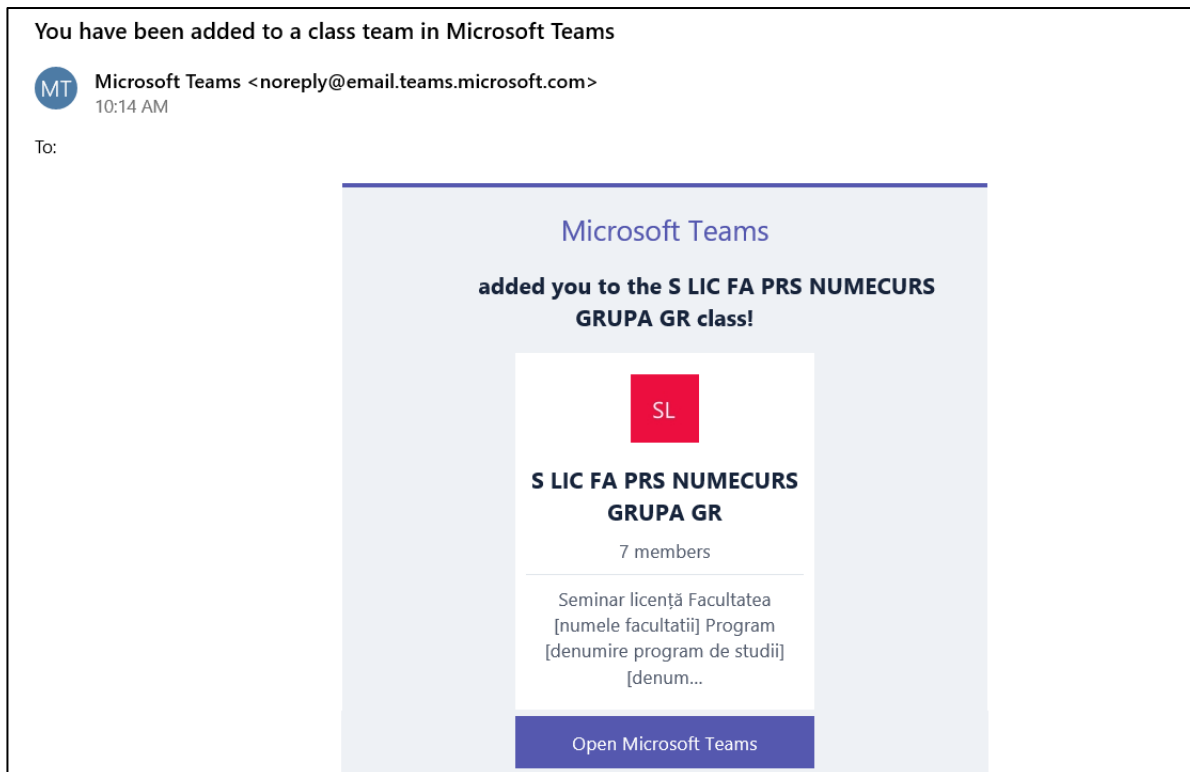 You have been added to a class team in Microsoft Teams
MT
Microsoft Teams <noreply@email.teams.microsoft.com>
10:14 AM
To:
Microsoft Teams
added you to the S LIC FA PRS NUMECURS
GRUPA GR class!
SL
S LIC FA PRS NUMECURS
GRUPA GR
7 members
Seminar licență Facultatea
[numele facultatii] Program
[denumire program de studii]
[denum...
Open Microsoft Teams